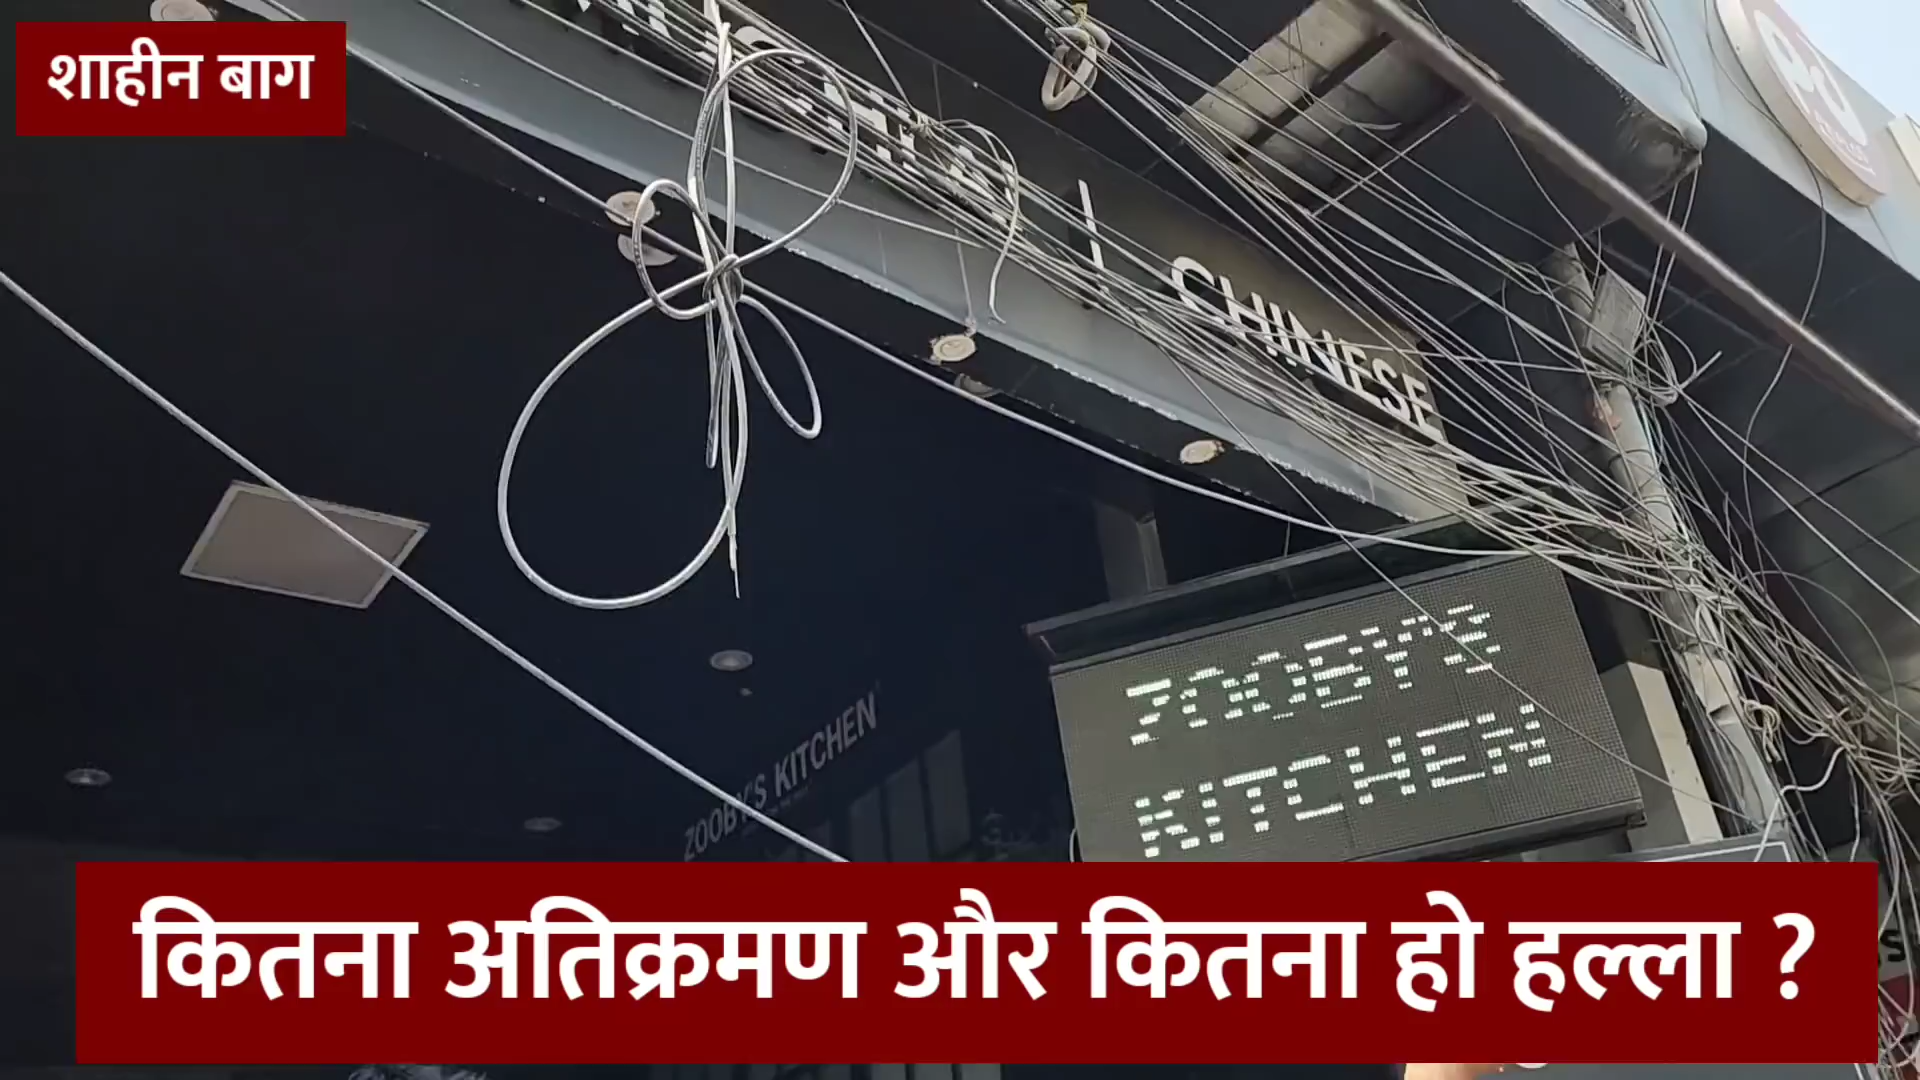 शाहीन बाग
CHINESE
ZOOBY'S
KITCHEN
ZOOBY'S KITCHEN
कितना अतिक्रमण और कितना हो हल्ला ?